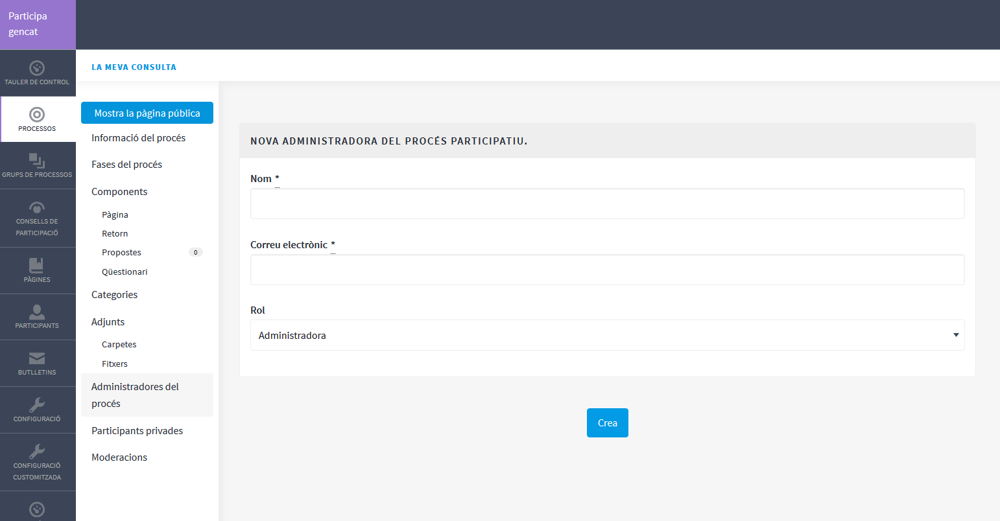 Participa
gencat
TAULER DE CONTROL
PROCESSOS
GRUPS DE PROCESSOS
CONSELLS DE
PARTICIPACIÓ
PÀGINES
PARTICIPANTS
BUTLLETINS
CONFIGURACIÓ
CONFIGURACIÓ
CUSTOMITZADA
LA MEVA CONSULTA
Mostra la pàgina pública
Informació del procés
Fases del procés
Components
Pàgina
Retorn
Propostes 0
Qüestionari
Categories
Adjunts
Carpetes
Fitxers
Administradores del
procés
Participants privades
Moderacions
NOVA ADMINISTRADORA DEL PROCÉS PARTICIPATIU.
Nom *
Correu electrònic *
Rol
Administradora
Crea